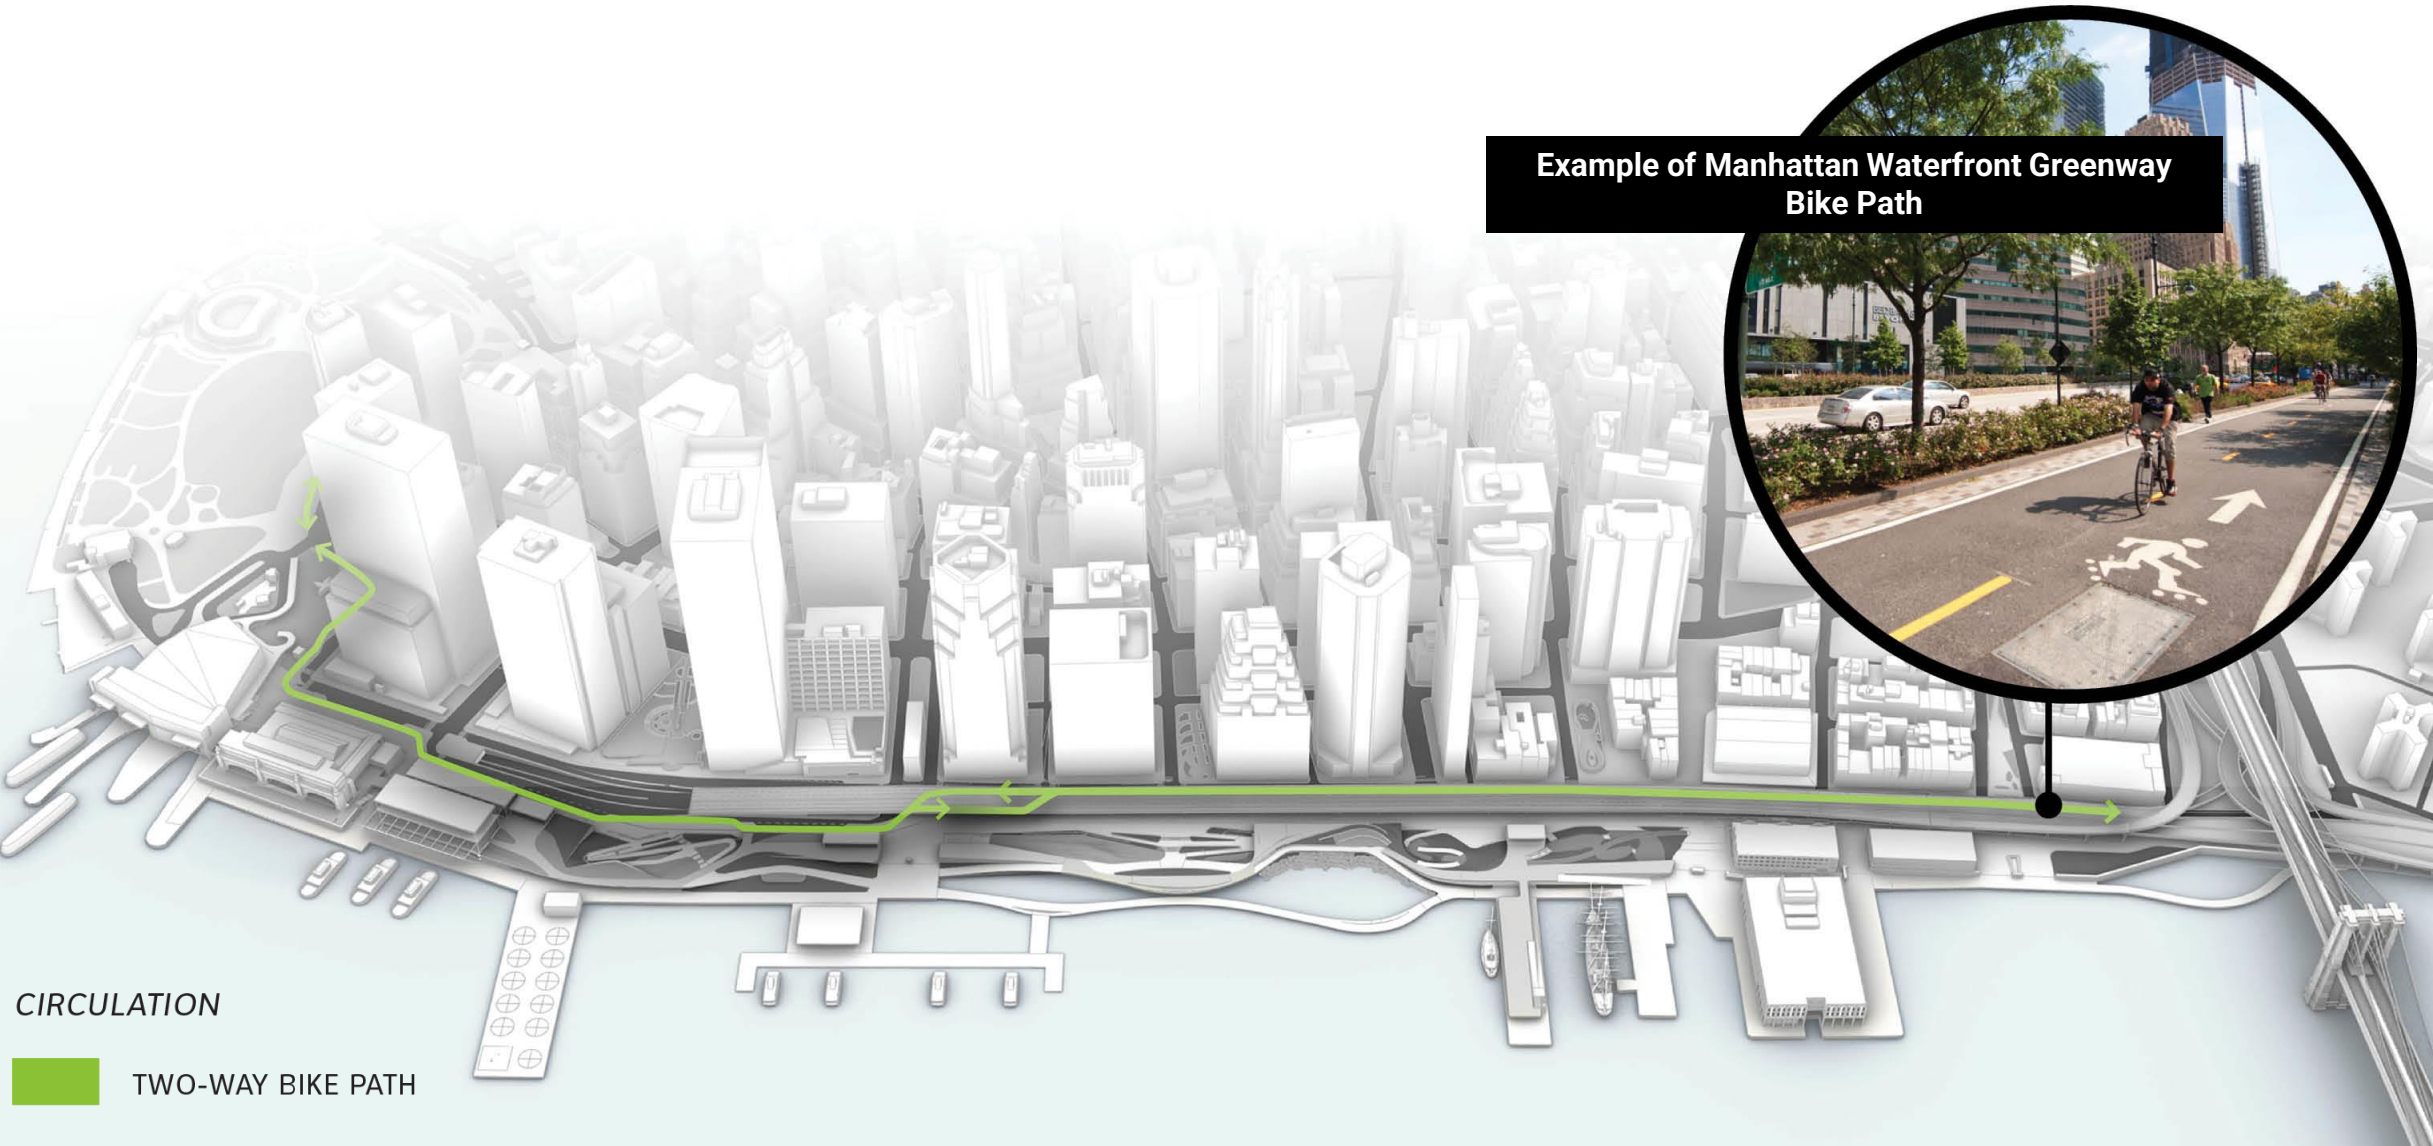 Example of Manhattan Waterfront Greenway
Bike Path
CIRCULATION
TWO-WAY BIKE PATH